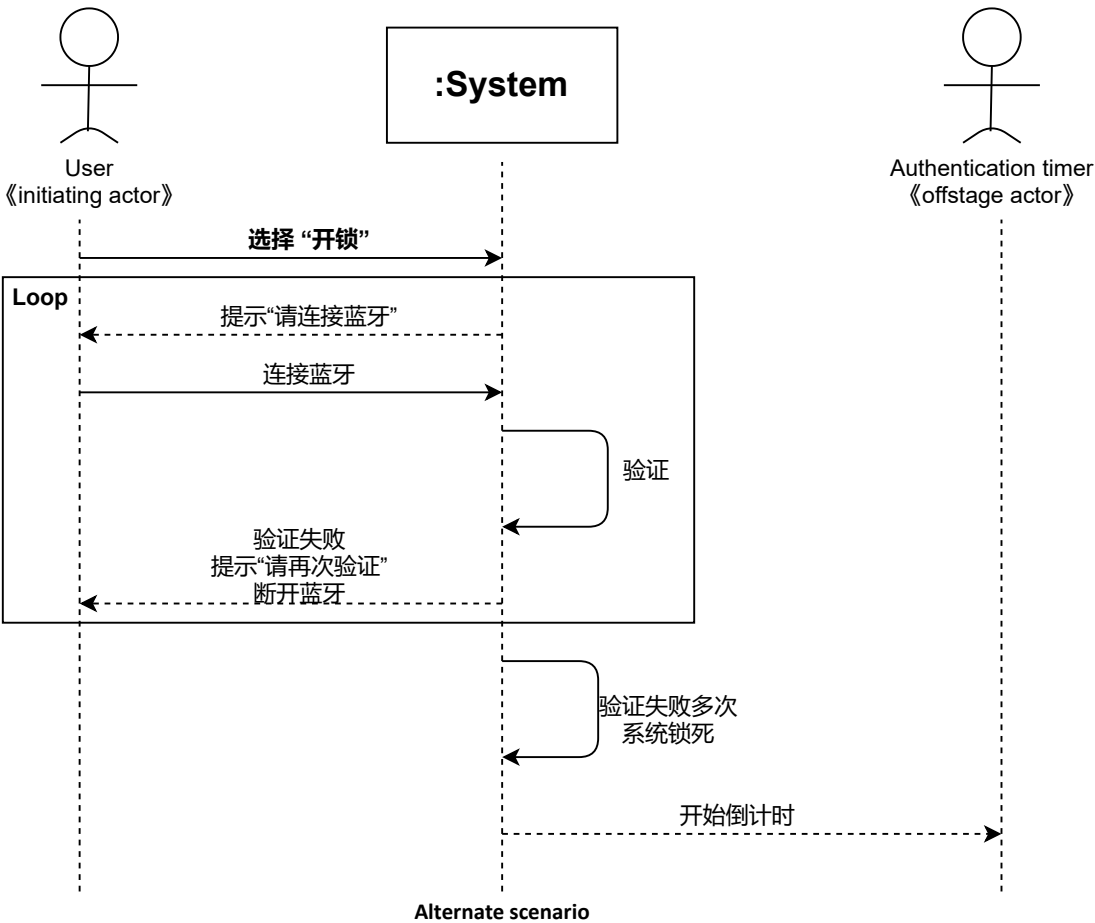 :System
User
《initiating actor》
Authentication timer
《offstage actor》
选择 “开锁”
Loop
提示“请连接蓝牙”
连接蓝牙
验证
验证失败
提示“请再次验证”
断开蓝牙
验证失败多次
系统锁死
开始倒计时
Alternate scenario